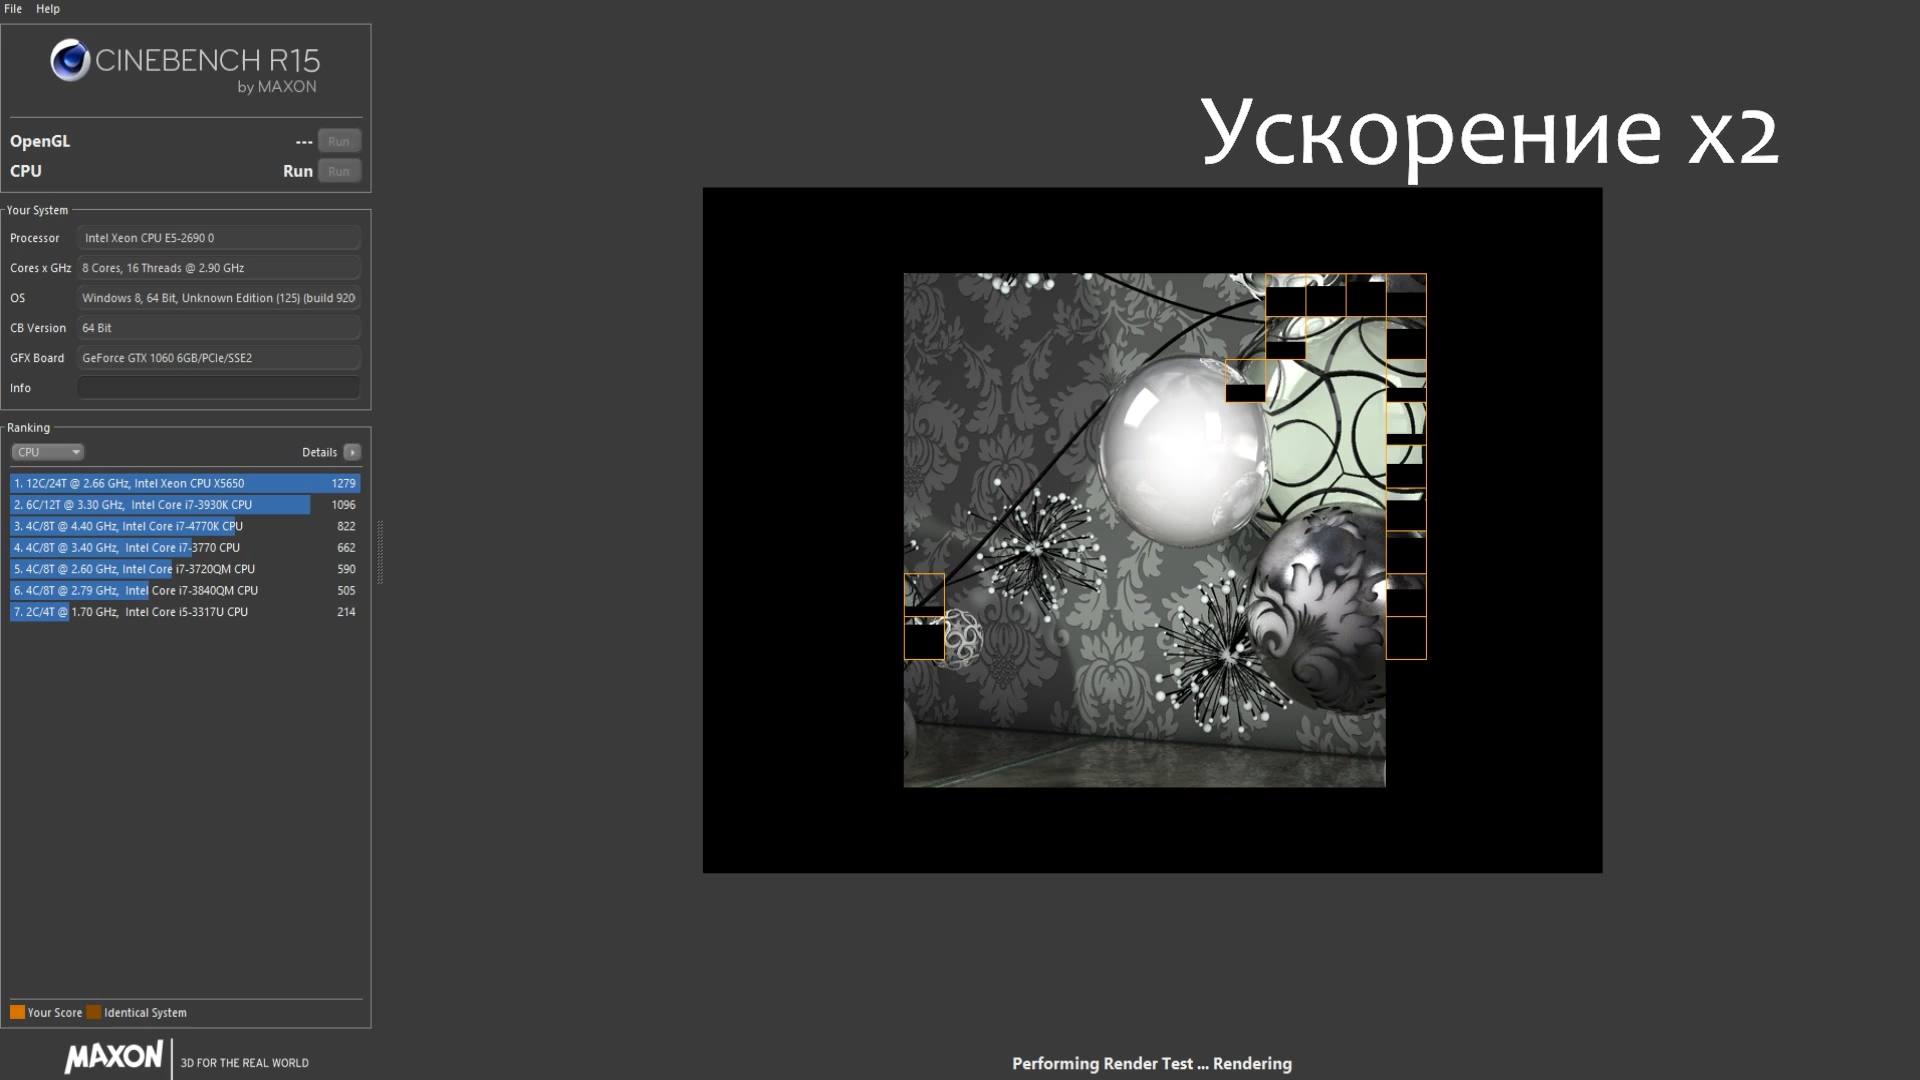 File Help
CINEBENCH R15
by MAXON
OpenGL --- Run
CPU Run Run
Ускорение x2
Your System
Processor Intel Xeon CPU E5-2690 0
Cores x GHz 8 Cores, 16 Threads @ 2.90 GHz
OS Windows 8, 64 Bit, Unknown Edition (125) (build 920
CB Version 64 Bit
GFX Board GeForce GTX 1060 6GB/PCIe/SSE2
Info
Ranking
CPU Details
1. 12C/24T @ 2.66 GHz, Intel Xeon CPU X5650 1279
2. 6C/12T @ 3.30 GHz, Intel Core i7-3930K CPU 1096
3. 4C/8T @ 4.40 GHz, Intel Core i7-4770K CPU 822
4. 4C/8T @ 3.40 GHz, Intel Core i7-3770 CPU 662
5. 4C/8T @ 2.60 GHz, Intel Core i7-3720QM CPU 590
6. 4C/8T @ 2.79 GHz, Intel Core i7-3840QM CPU 505
7. 2C/4T @ 1.70 GHz, Intel Core i5-3317U CPU 214
Your Score Identical System
MAXON 3D FOR THE REAL WORLD
Performing Render Test ... Rendering